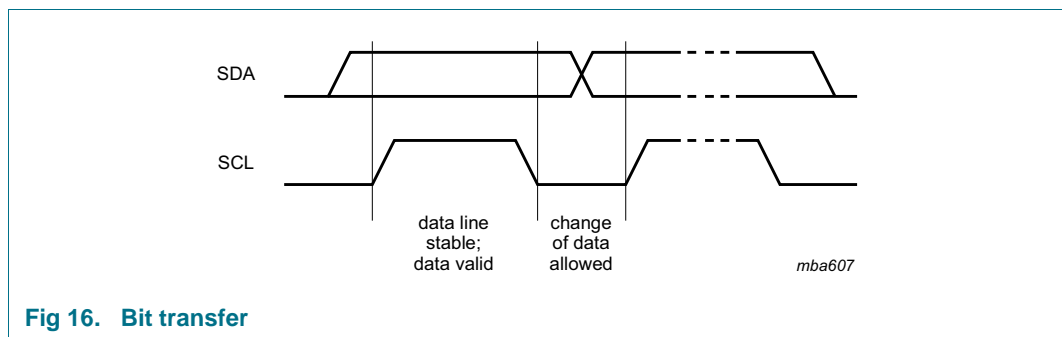 SDA
SCL
data line
stable;
data valid
change
of data
allowed
mba607
Fig 16. Bit transfer